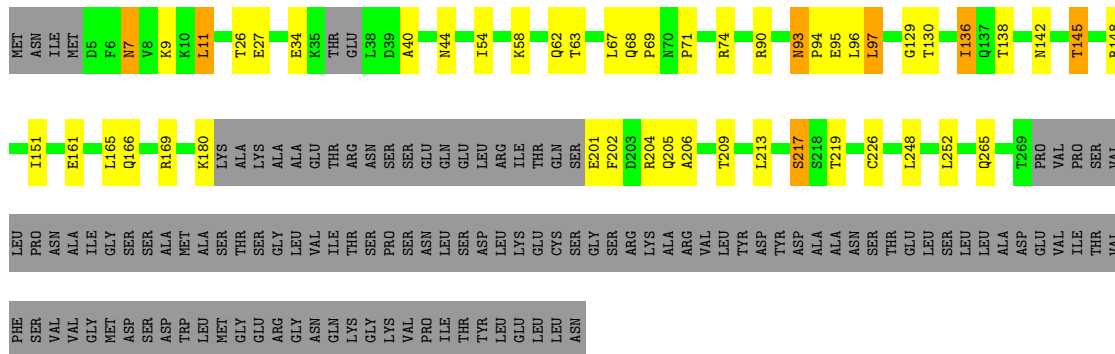 MET ASN ILE MET D5 F6 N7 V8 K9 K10 L11 T26 E27 E34 K35 THR GLU L38 D39 A40 N44 I54 K58 Q62 T63 L67 Q68 P69 N70 P71 R74 R90 N93 P94 E95 L96 L97 G129 T130 I136 Q137 T138 N142 T145 R148
I151 E161 L165 Q166 R169 K180 LYS ALA LYS ALA ALA GLU THR ARG ASN SER SER GLU GLN GLU LEU ARG ILE THR GLN SER E201 F202 D203 R204 Q205 A206 T209 L213 S217 S218 T219 C226 L248 L252 Q265 T269 PRO VAL PRO SER VAL
LEU PRO ASN ALA ILE GLY SER SER ALA MET ALA SER THR SER GLY LEU VAL ILE THR SER PRO SER ASN LEU SER ASP LEU LYS GLU CYS SER GLY SER ARG LYS ALA ARG VAL LEU TYR ASP TYR ASP ALA ALA ASN SER THR GLU LEU SER LEU LEU ALA ASP GLU VAL ILE THR VAL
PHE SER VAL VAL GLY MET ASP SER ASP TRP LEU MET GLY GLU ARG GLY ASN GLN LYS GLY LYS VAL PRO ILE THR TYR LEU GLU LEU LEU ASN